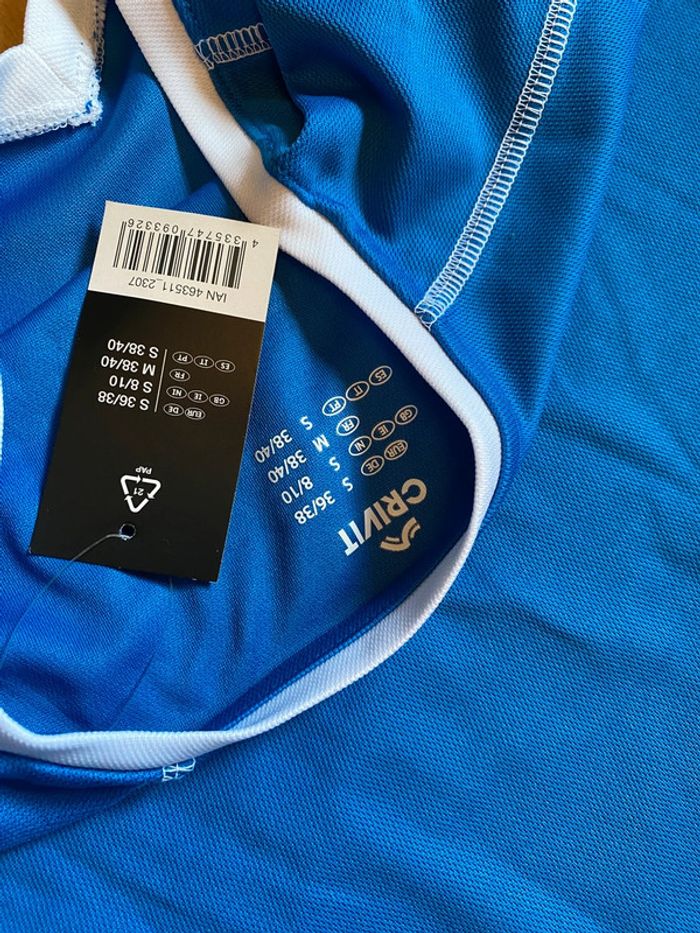 21
PAP
EUR DE S 36/38
GB IE NL S 8/10
FR M 38/40
ES IT PT S 38/40
IAN 463511_2307
4 335747 093326
CRIVIT
EUR DE S 36/38
GB IE NL S 8/10
FR M 38/40
ES IT PT S 38/40